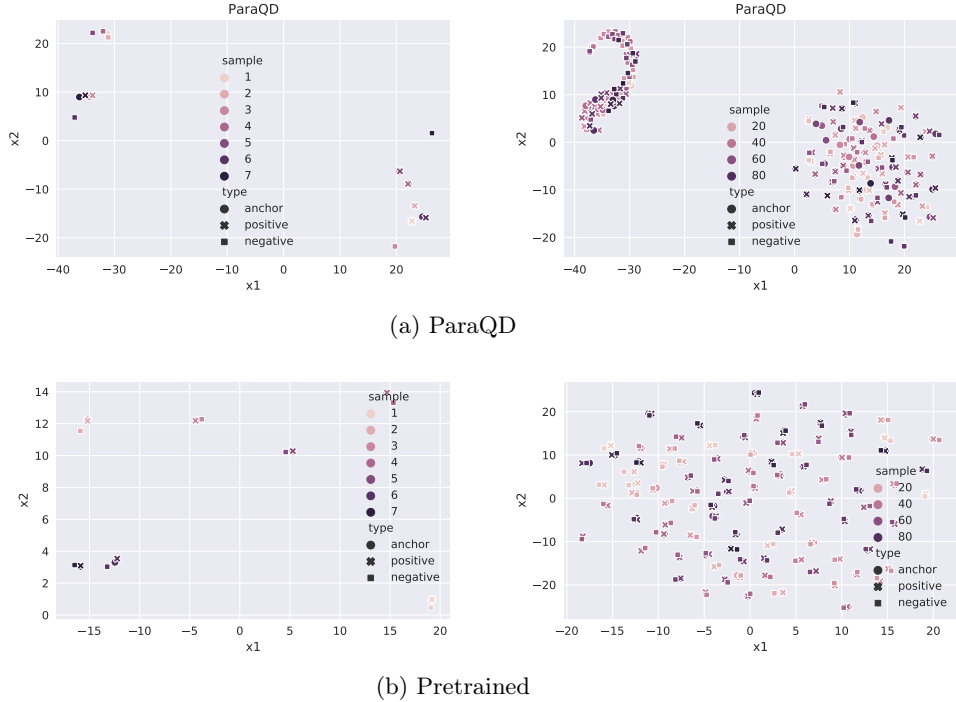 ParaQD
20
10
0
−10
−20
x2
−40
−30
−20
−10
0
10
20
x1
sample
1
2
3
4
5
6
7
type
anchor
positive
negative
ParaQD
20
10
0
−10
−20
x2
−40
−30
−20
−10
0
10
20
x1
sample
20
40
60
80
type
anchor
positive
negative
(a) ParaQD
14
12
10
8
6
4
2
0
x2
−15
−10
−5
0
5
10
15
20
x1
sample
1
2
3
4
5
6
7
type
anchor
positive
negative
20
10
0
−10
−20
x2
−20
−15
−10
−5
0
5
10
15
20
x1
sample
20
40
60
80
type
anchor
positive
negative
(b) Pretrained